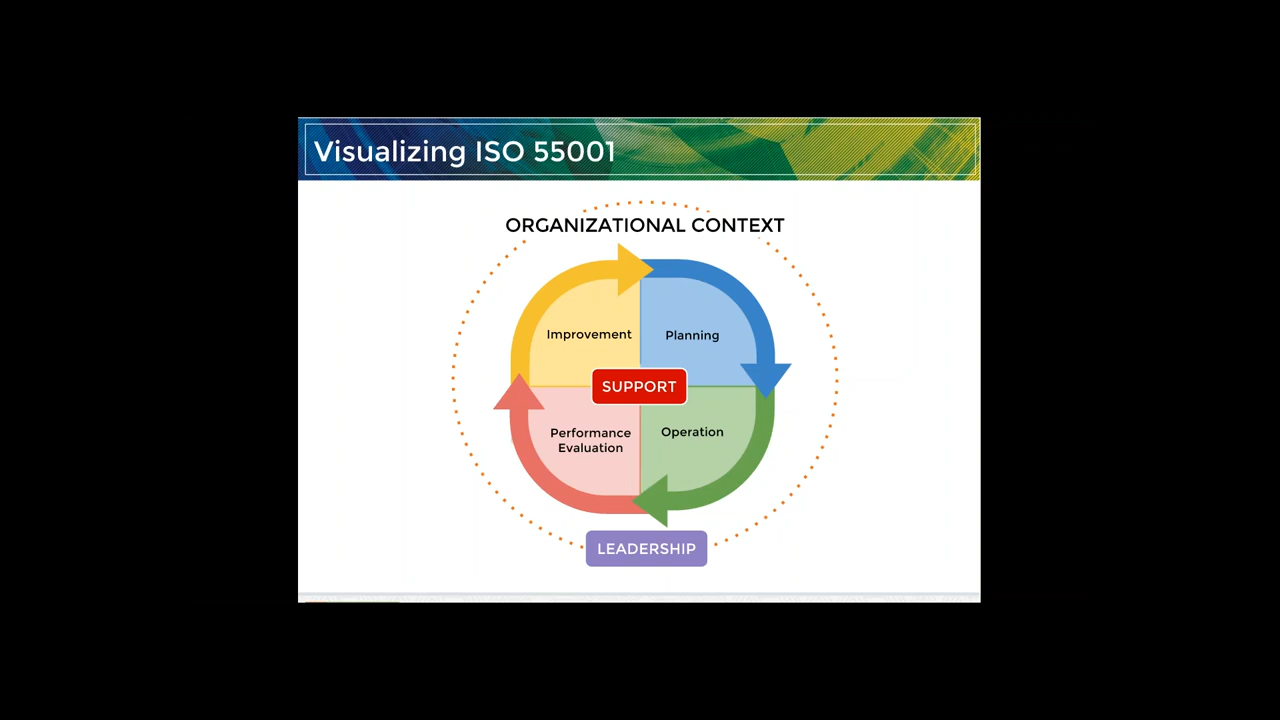 Visualizing ISO 55001
ORGANIZATIONAL CONTEXT
Improvement
Planning
SUPPORT
Performance
Evaluation
Operation
LEADERSHIP